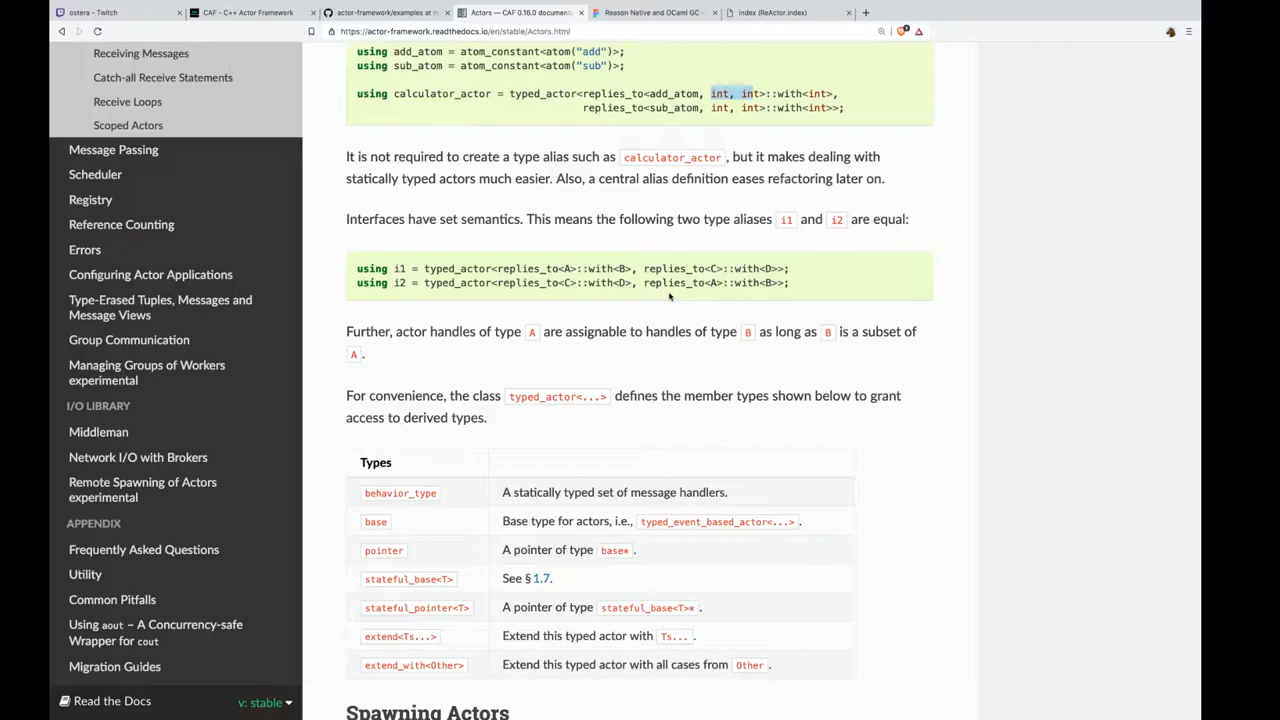 ostera - Twitch
CAF - C++ Actor Framework
actor-framework/examples at m
Actors — CAF 0.16.0 documenta
Reason Native and OCaml GC -
index (ReActor.index)
https://actor-framework.readthedocs.io/en/stable/Actors.html
Receiving Messages
Catch-all Receive Statements
Receive Loops
Scoped Actors
Message Passing
Scheduler
Registry
Reference Counting
Errors
Configuring Actor Applications
Type-Erased Tuples, Messages and
Message Views
Group Communication
Managing Groups of Workers
experimental
I/O LIBRARY
Middleman
Network I/O with Brokers
Remote Spawning of Actors
experimental
APPENDIX
Frequently Asked Questions
Utility
Common Pitfalls
Using aout – A Concurrency-safe
Wrapper for cout
Migration Guides
Read the Docs
v: stable
using add_atom = atom_constant<atom("add")>;
using sub_atom = atom_constant<atom("sub")>;
using calculator_actor = typed_actor<replies_to<add_atom, int, int>::with<int>,
replies_to<sub_atom, int, int>::with<int>>;
It is not required to create a type alias such as calculator_actor, but it makes dealing with
statically typed actors much easier. Also, a central alias definition eases refactoring later on.
Interfaces have set semantics. This means the following two type aliases i1 and i2 are equal:
using i1 = typed_actor<replies_to<A>::with<B>, replies_to<C>::with<D>>;
using i2 = typed_actor<replies_to<C>::with<D>, replies_to<A>::with<B>>;
Further, actor handles of type A are assignable to handles of type B as long as B is a subset of
A.
For convenience, the class typed_actor<...> defines the member types shown below to grant
access to derived types.
Types
behavior_type A statically typed set of message handlers.
base Base type for actors, i.e., typed_event_based_actor<...>.
pointer A pointer of type base*.
stateful_base<T> See § 1.7.
stateful_pointer<T> A pointer of type stateful_base<T>*.
extend<Ts...> Extend this typed actor with Ts... .
extend_with<Other> Extend this typed actor with all cases from Other.
Spawning Actors